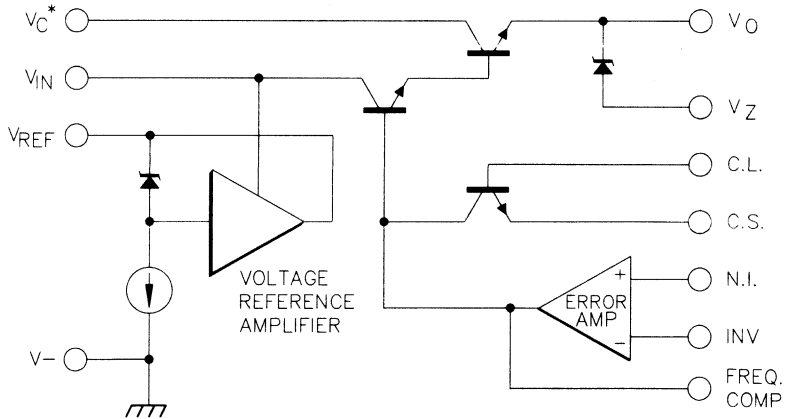 VC*
VIN
VREF
V-
VOLTAGE
REFERENCE
AMPLIFIER
VO
VZ
C.L.
C.S.
N.I.
INV
FREQ.
COMP
+
ERROR
AMP
-